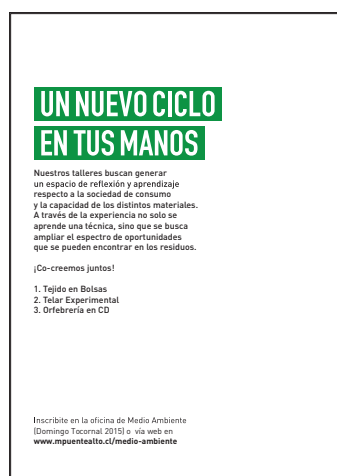 UN NUEVO CICLO
EN TUS MANOS
Nuestros talleres buscan generar
un espacio de reflexión y aprendizaje
respecto a la sociedad de consumo
y la capacidad de los distintos materiales.
A través de la experiencia no solo se
aprende una técnica, sino que se busca
ampliar el espectro de oportunidades
que se pueden encontrar en los residuos.
¡Co-creemos juntos!
1. Tejido en Bolsas
2. Telar Experimental
3. Orfebrería en CD
Inscribite en la oficina de Medio Ambiente
(Domingo Tocornal 2015) o vía web en
www.mpuentealto.cl/medio-ambiente